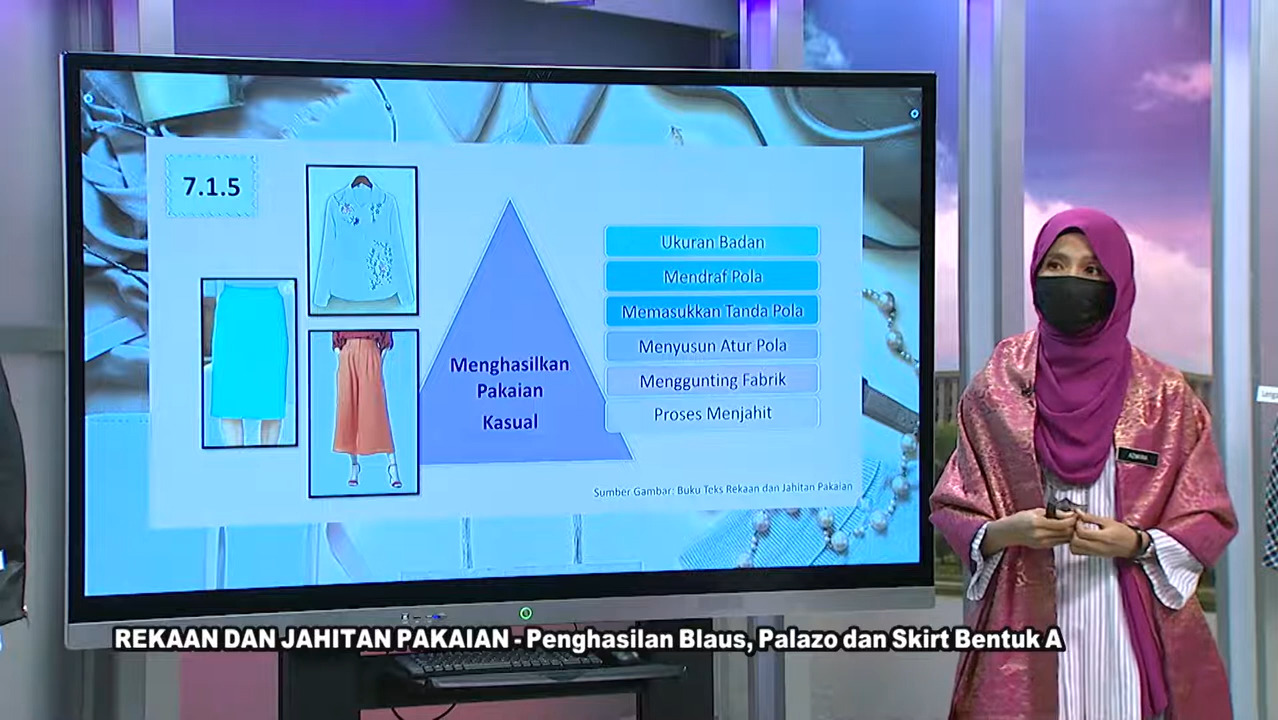 7.1.5
Menghasilkan
Pakaian
Kasual
Ukuran Badan
Mendraf Pola
Memasukkan Tanda Pola
Menyusun Atur Pola
Menggunting Fabrik
Proses Menjahit
Sumber Gambar: Buku Teks Rekaan dan Jahitan Pakaian
REKAAN DAN JAHITAN PAKAIAN - Penghasilan Blaus, Palazo dan Skirt Bentuk A